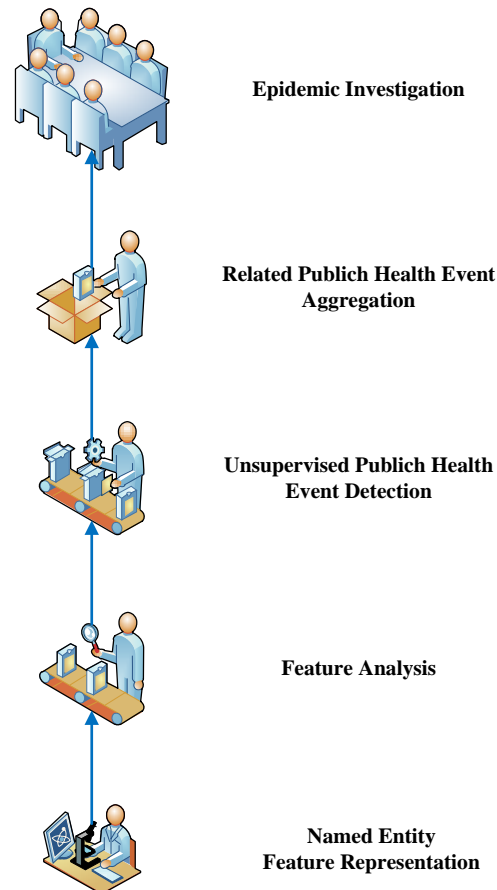 Epidemic Investigation
Related Publich Health Event
Aggregation
Unsupervised Publich Health
Event Detection
Feature Analysis
Named Entity
Feature Representation